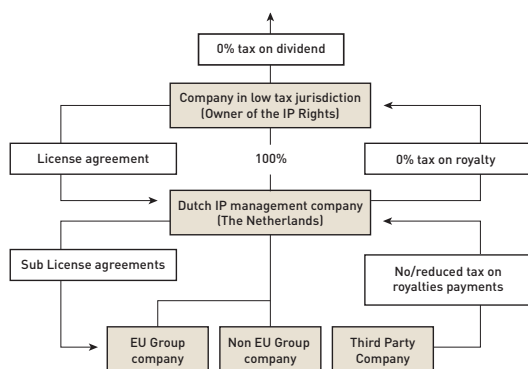 0% tax on dividend
Company in low tax jurisdiction
(Owner of the IP Rights)
License agreement
100%
0% tax on royalty
Dutch IP management company
(The Netherlands)
Sub License agreements
No/reduced tax on
royalties payments
EU Group
company
Non EU Group
company
Third Party
Company